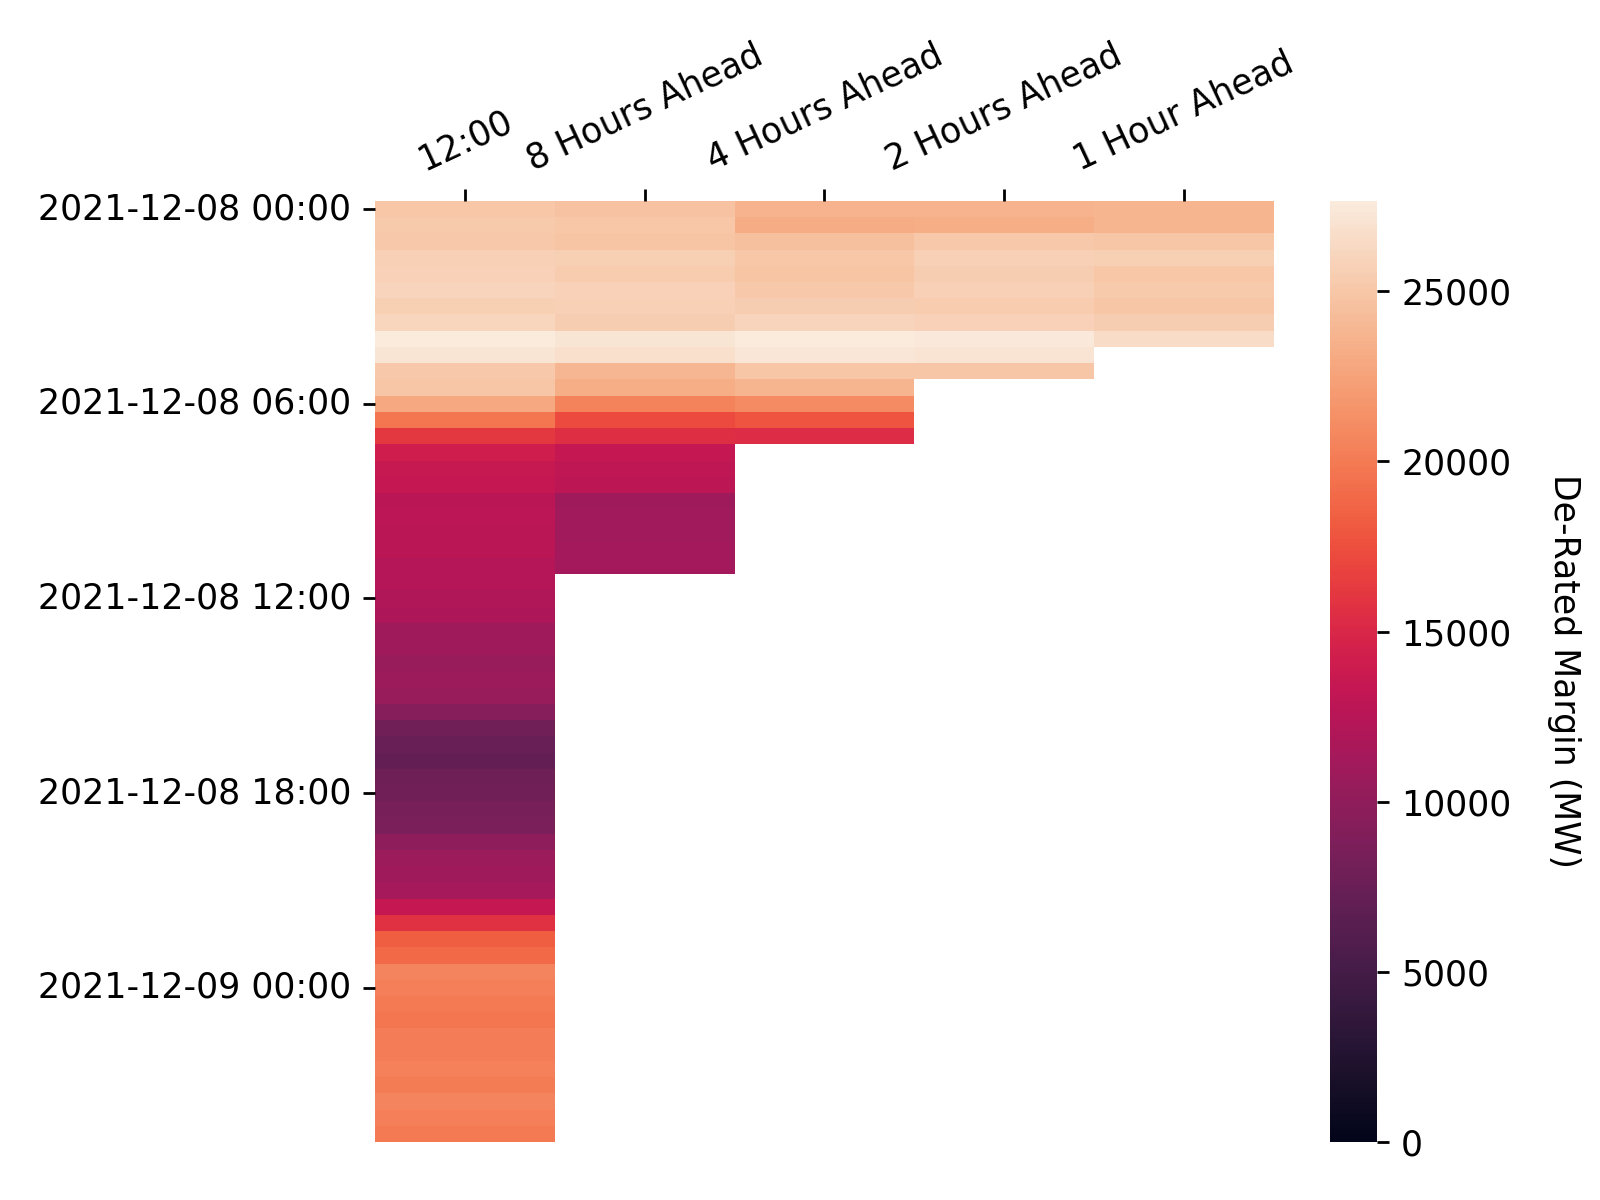 12:00
8 Hours Ahead
4 Hours Ahead
2 Hours Ahead
1 Hour Ahead
2021-12-08 00:00
2021-12-08 06:00
2021-12-08 12:00
2021-12-08 18:00
2021-12-09 00:00
25000
20000
15000
10000
5000
0
De-Rated Margin (MW)